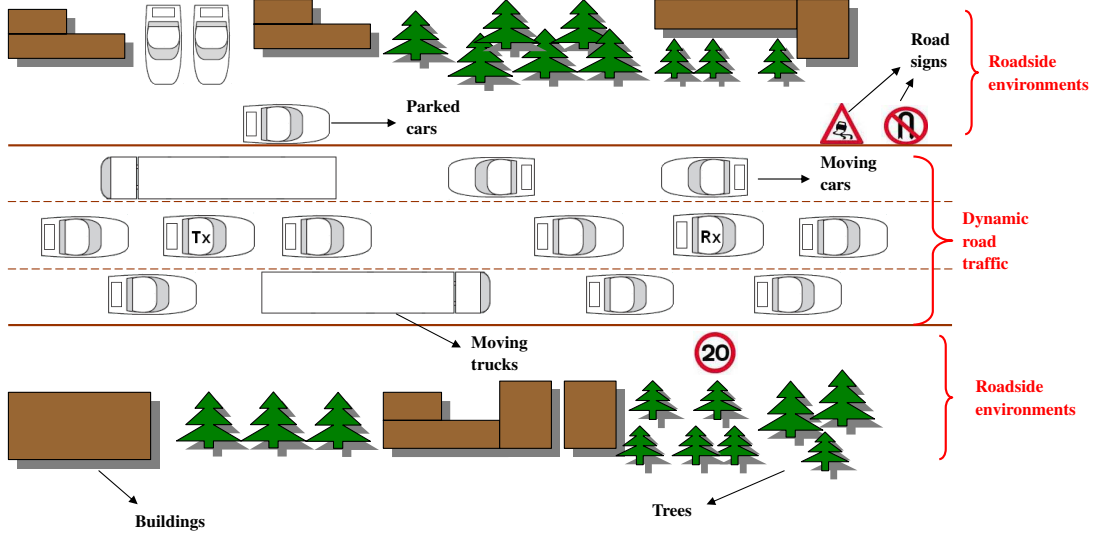 Road
signs
Roadside
environments
Parked
cars
Moving
cars
Tx
Rx
Dynamic
road
traffic
Moving
trucks
20
Roadside
environments
Buildings
Trees